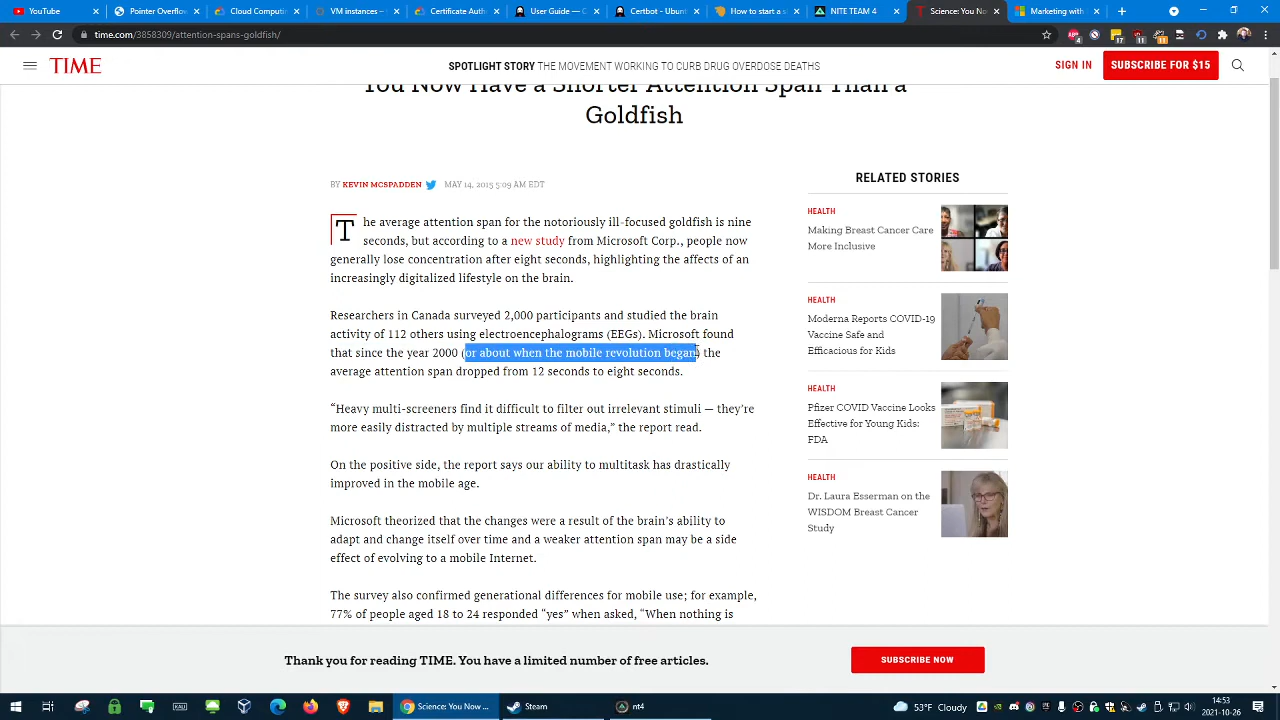 YouTube
Pointer Overflow
Cloud Computing
Google Cloud
windows
Certificate Auth
User Guide — C
Certbot - How to
How to install a
NITE TEAM 4
Science: You No
Marketing with
time.com/3858309/attention-spans-goldfish/
TIME
SPOTLIGHT STORY THE MOVEMENT WORKING TO CURB DRUG OVERDOSE DEATHS
SIGN IN
SUBSCRIBE FOR $15
You Now Have a Shorter Attention Span Than a
Goldfish
BY KEVIN MCSPADDEN MAY 14, 2015 5:09 AM EDT
The average attention span for the notoriously ill-focused goldfish is nine
seconds, but according to a new study from Microsoft Corp., people now
generally lose concentration after eight seconds, highlighting the affects of an
increasingly digitalized lifestyle on the brain.
Researchers in Canada surveyed 2,000 participants and studied the brain
activity of 112 others using electroencephalograms (EEGs). Microsoft found
that since the year 2000 (or about when the mobile revolution began) the
average attention span dropped from 12 seconds to eight seconds.
“Heavy multi-screeners find it difficult to filter out irrelevant stimuli — they’re
more easily distracted by multiple streams of media,” the report read.
On the positive side, the report says our ability to multitask has drastically
improved in the mobile age.
Microsoft theorized that the changes were a result of the brain’s ability to
adapt and change itself over time and a weaker attention span may be a side
effect of evolving to a mobile Internet.
The survey also confirmed generational differences for mobile use; for example,
77% of people aged 18 to 24 responded “yes” when asked, “When nothing is
RELATED STORIES
HEALTH
Making Breast Cancer Care
More Inclusive
HEALTH
Moderna Reports COVID-19
Vaccine Safe and
Efficacious for Kids
HEALTH
Pfizer COVID Vaccine Looks
Effective for Young Kids:
FDA
HEALTH
Dr. Laura Esserman on the
WISDOM Breast Cancer
Study
Thank you for reading TIME. You have a limited number of free articles.
SUBSCRIBE NOW
Science: You Now ...
Steam
nt4
53°F
14:53
2021-10-26